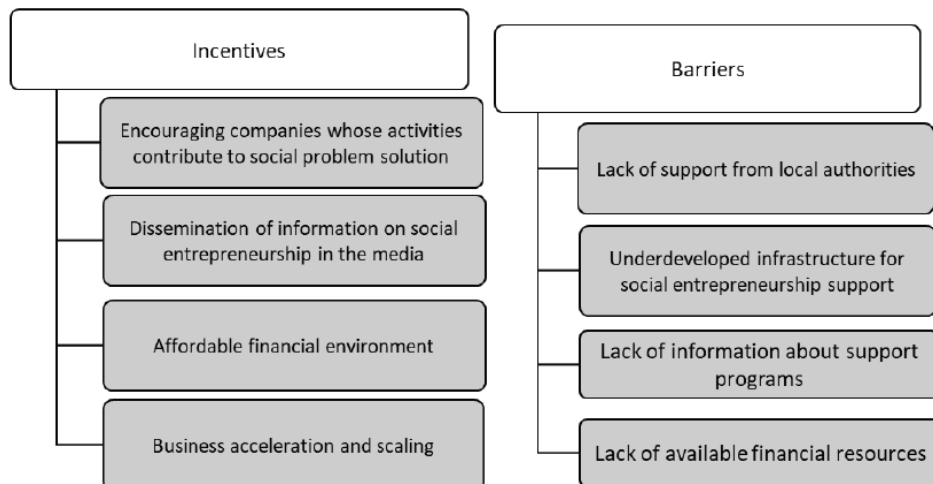 Incentives
Encouraging companies whose activities
contribute to social problem solution
Dissemination of information on social
entrepreneurship in the media
Affordable financial environment
Business acceleration and scaling
Barriers
Lack of support from local authorities
Underdeveloped infrastructure for
social entrepreneurship support
Lack of information about support
programs
Lack of available financial resources